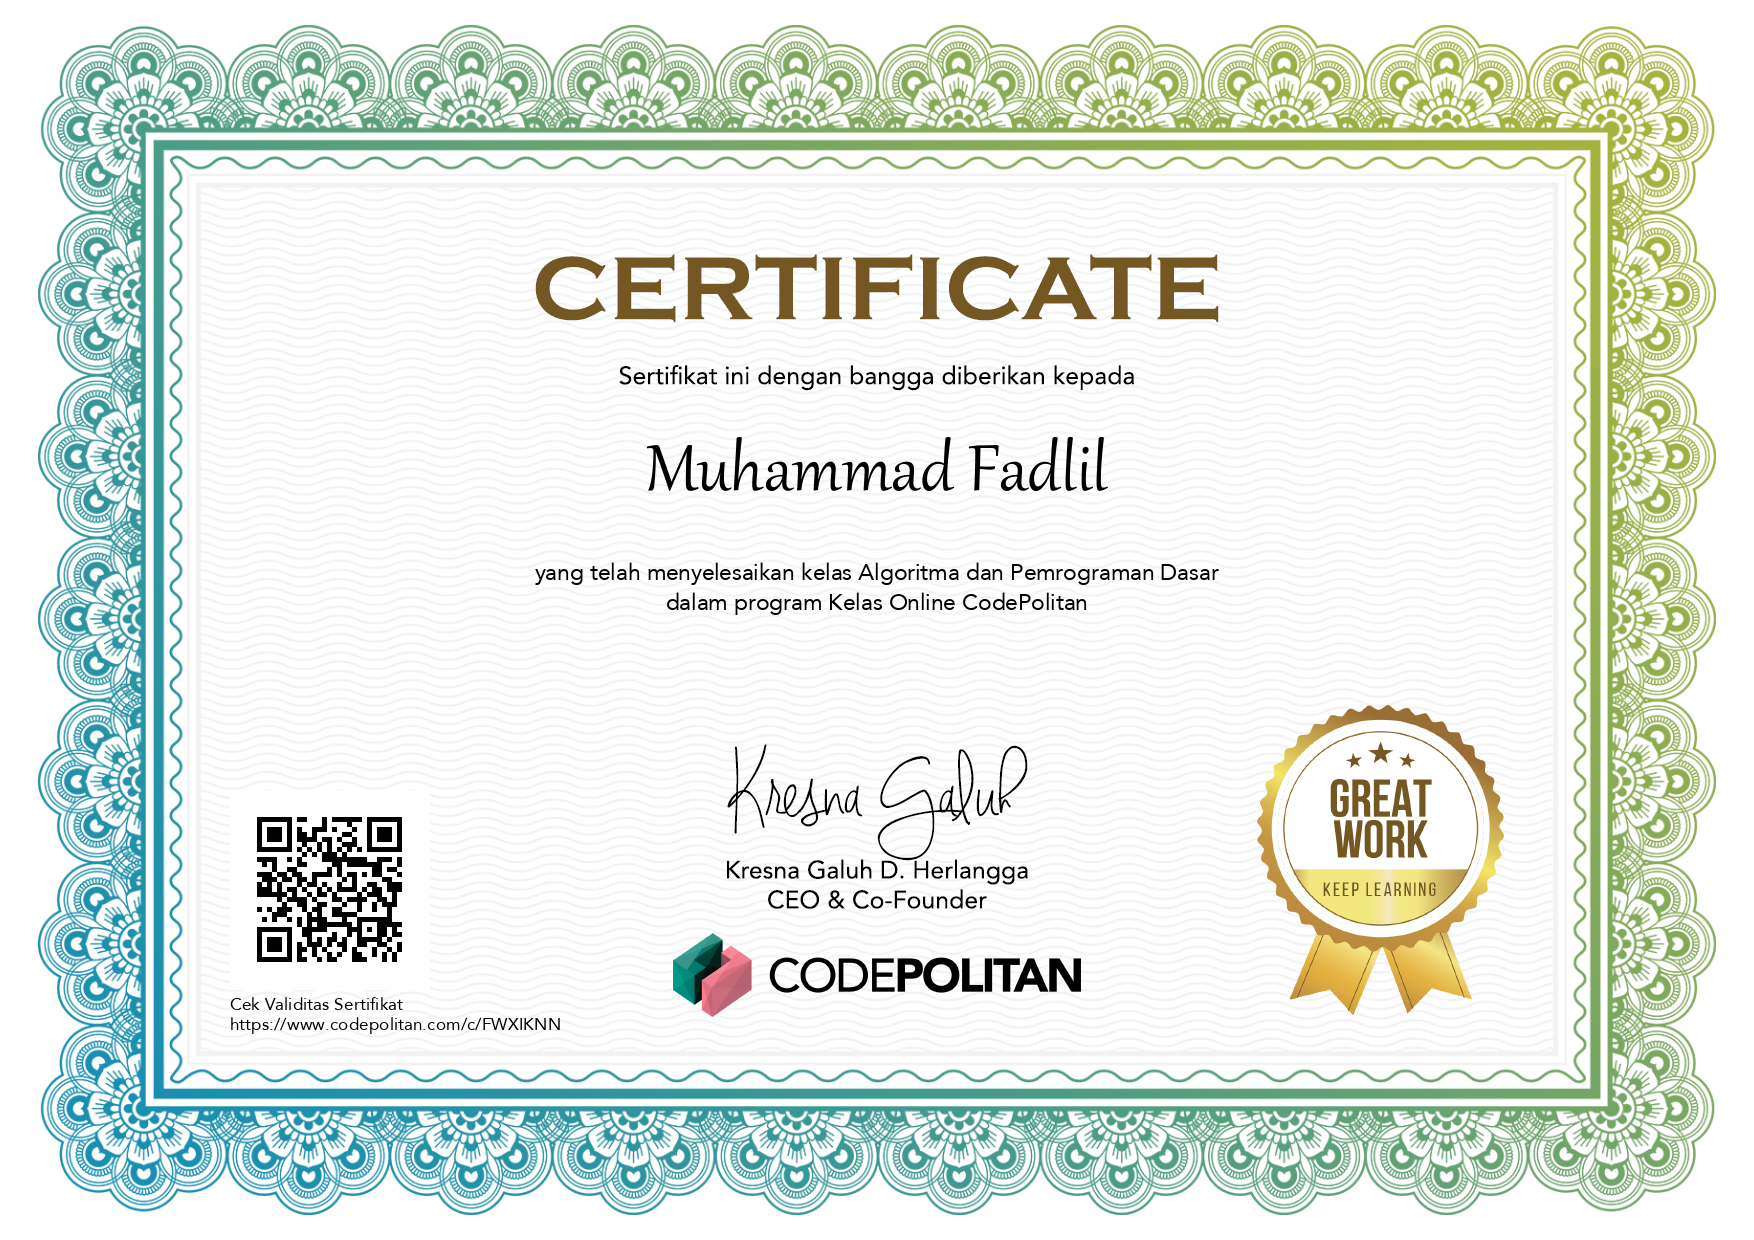 CERTIFICATE
Sertifikat ini dengan bangga diberikan kepada
Muhammad Fadlil
yang telah menyelesaikan kelas Algoritma dan Pemrograman Dasar
dalam program Kelas Online CodePolitan
Kresna Galuh
Kresna Galuh D. Herlangga
CEO & Co-Founder
CODEPOLITAN
GREAT
WORK
KEEP LEARNING
Cek Validitas Sertifikat
https://www.codepolitan.com/c/FWXIKNN